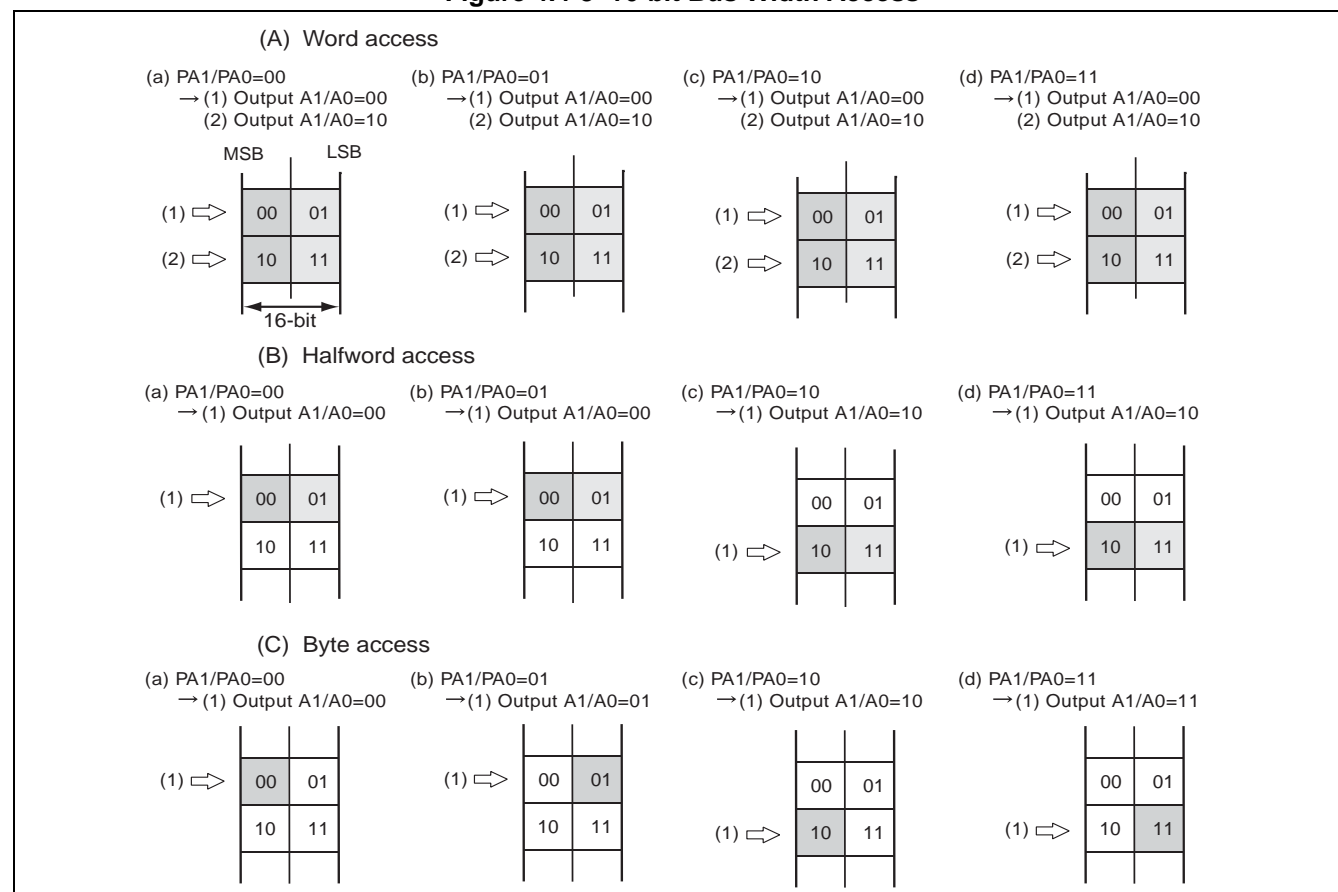 (A) Word access
(a) PA1/PA0=00
→(1) Output A1/A0=00
(2) Output A1/A0=10
(b) PA1/PA0=01
→(1) Output A1/A0=00
(2) Output A1/A0=10
(c) PA1/PA0=10
→(1) Output A1/A0=00
(2) Output A1/A0=10
(d) PA1/PA0=11
→(1) Output A1/A0=00
(2) Output A1/A0=10
MSB LSB
(1) 00 01
(2) 10 11
16-bit
(1) 00 01
(2) 10 11
(1) 00 01
(2) 10 11
(1) 00 01
(2) 10 11
(B) Halfword access
(a) PA1/PA0=00
→(1) Output A1/A0=00
(b) PA1/PA0=01
→(1) Output A1/A0=00
(c) PA1/PA0=10
→(1) Output A1/A0=10
(d) PA1/PA0=11
→(1) Output A1/A0=10
(1) 00 01
10 11
(1) 00 01
10 11
00 01
(1) 10 11
00 01
(1) 10 11
(C) Byte access
(a) PA1/PA0=00
→(1) Output A1/A0=00
(b) PA1/PA0=01
→(1) Output A1/A0=01
(c) PA1/PA0=10
→(1) Output A1/A0=10
(d) PA1/PA0=11
→(1) Output A1/A0=11
(1) 00 01
10 11
(1) 00 01
10 11
00 01
(1) 10 11
00 01
(1) 10 11